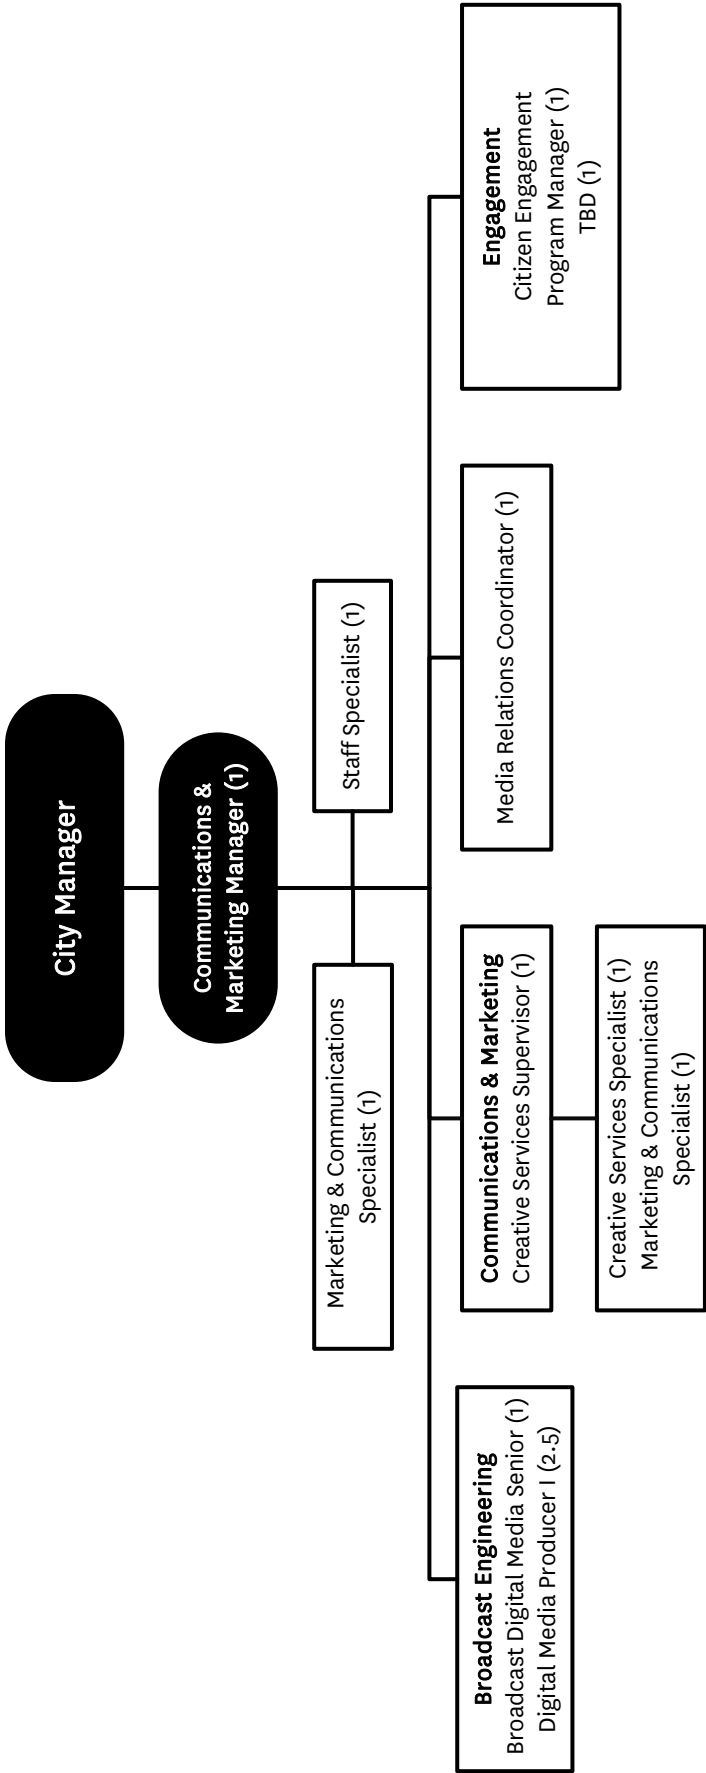 City Manager
Communications &
Marketing Manager (1)
Marketing & Communications
Specialist (1)
Staff Specialist (1)
Broadcast Engineering
Broadcast Digital Media Senior (1)
Digital Media Producer I (2.5)
Communications & Marketing
Creative Services Supervisor (1)
Creative Services Specialist (1)
Marketing & Communications
Specialist (1)
Media Relations Coordinator (1)
Engagement
Citizen Engagement
Program Manager (1)
TBD (1)